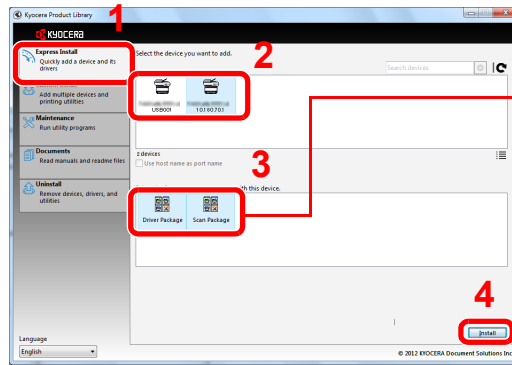 Kyocera Product Library
1
KYOCERA
Express Install
Quickly add a device and its
drivers
Add multiple devices and
printing utilities
Maintenance
Run utility programs
Documents
Read manuals and readme files
Uninstall
Remove devices, drivers, and
utilities
Select the device you want to add.
2
Search devices
USB001
10.180.70.1
2 devices
Use host name as port name
3
with this device.
Driver Package
Scan Package
4
Install
Language
English
© 2012 KYOCERA Document Solutions Inc